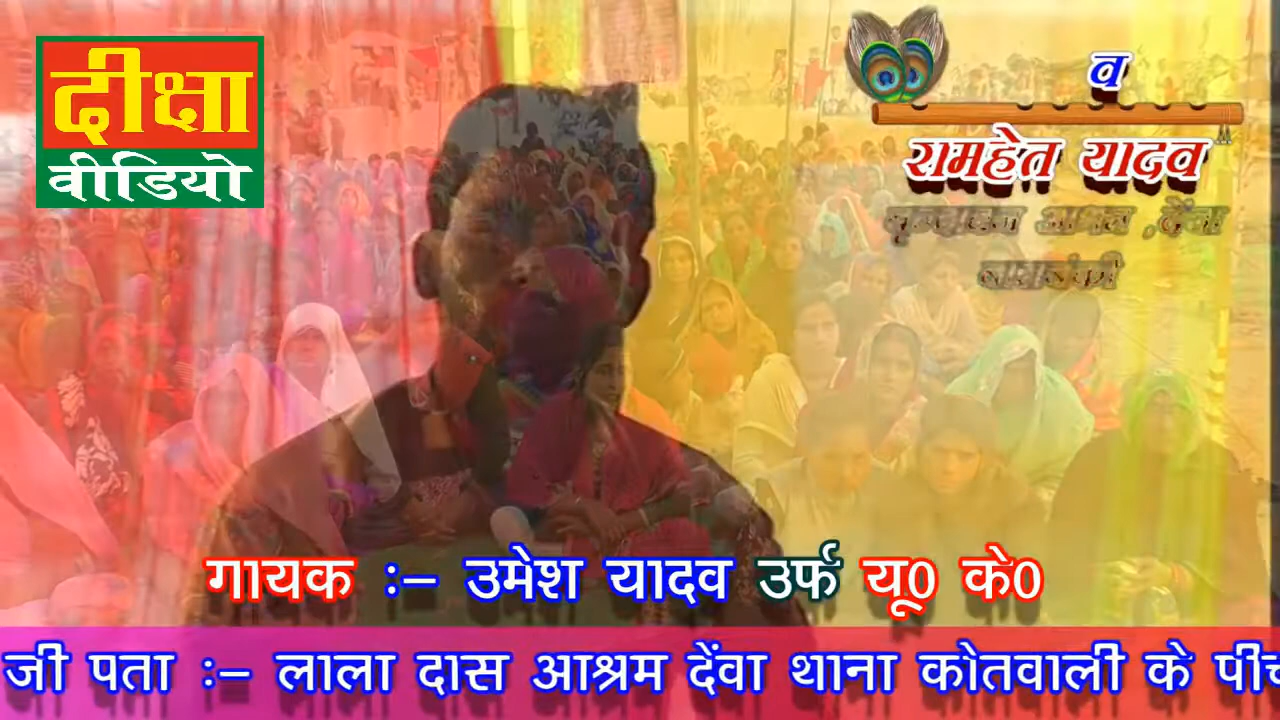 दीक्षा
वीडियो
व
रामहेत यादव
गायक :– उमेश यादव उर्फ यू0 के0
जी पता :– लाला दास आश्रम देंवा थाना कोतवाली के